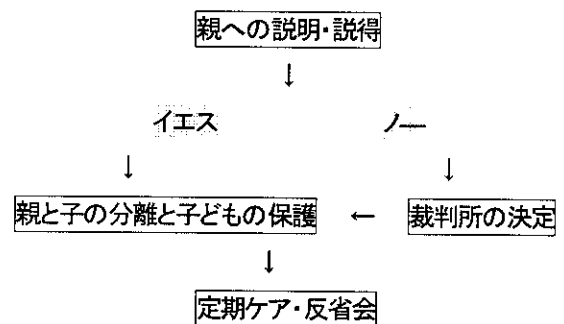 親への説明・説得
↓
イエス ノー
↓ ↓
親と子の分離と子どもの保護 ← 裁判所の決定
↓
定期ケア・反省会